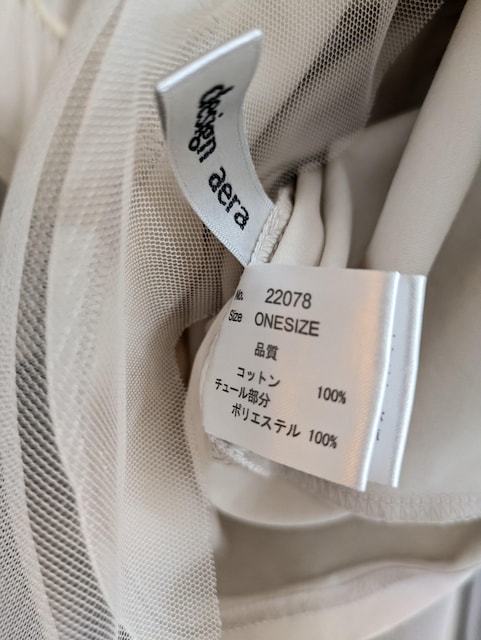 design aera
No. 22078
Size ONESIZE
品質
コットン 100%
チュール部分
ポリエステル 100%